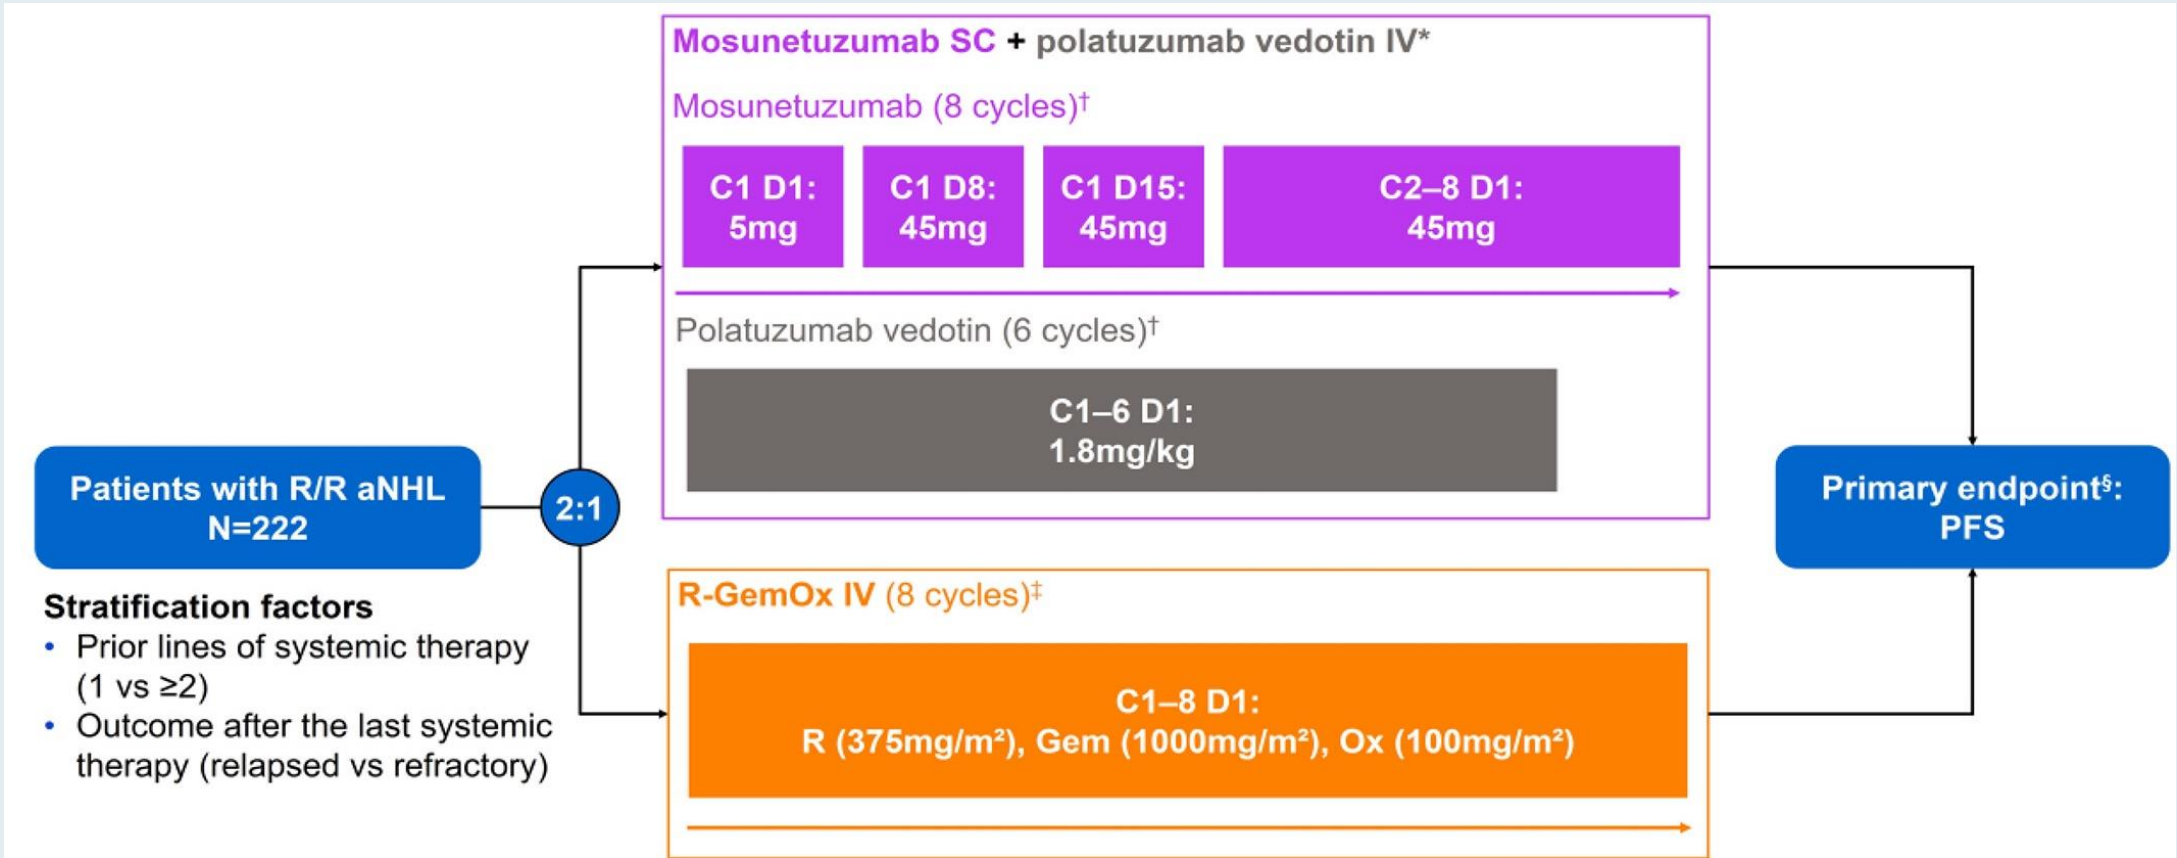 Mosunetuzumab SC + polatuzumab vedotin IV*
Mosunetuzumab (8 cycles)†
C1 D1:
5mg
C1 D8:
45mg
C1 D15:
45mg
C2–8 D1:
45mg
Polatuzumab vedotin (6 cycles)†
C1–6 D1:
1.8mg/kg
Patients with R/R aNHL
N=222
2:1
Primary endpoint§:
PFS
Stratification factors
• Prior lines of systemic therapy
(1 vs ≥2)
• Outcome after the last systemic
therapy (relapsed vs refractory)
R-GemOx IV (8 cycles)‡
C1–8 D1:
R (375mg/m²), Gem (1000mg/m²), Ox (100mg/m²)